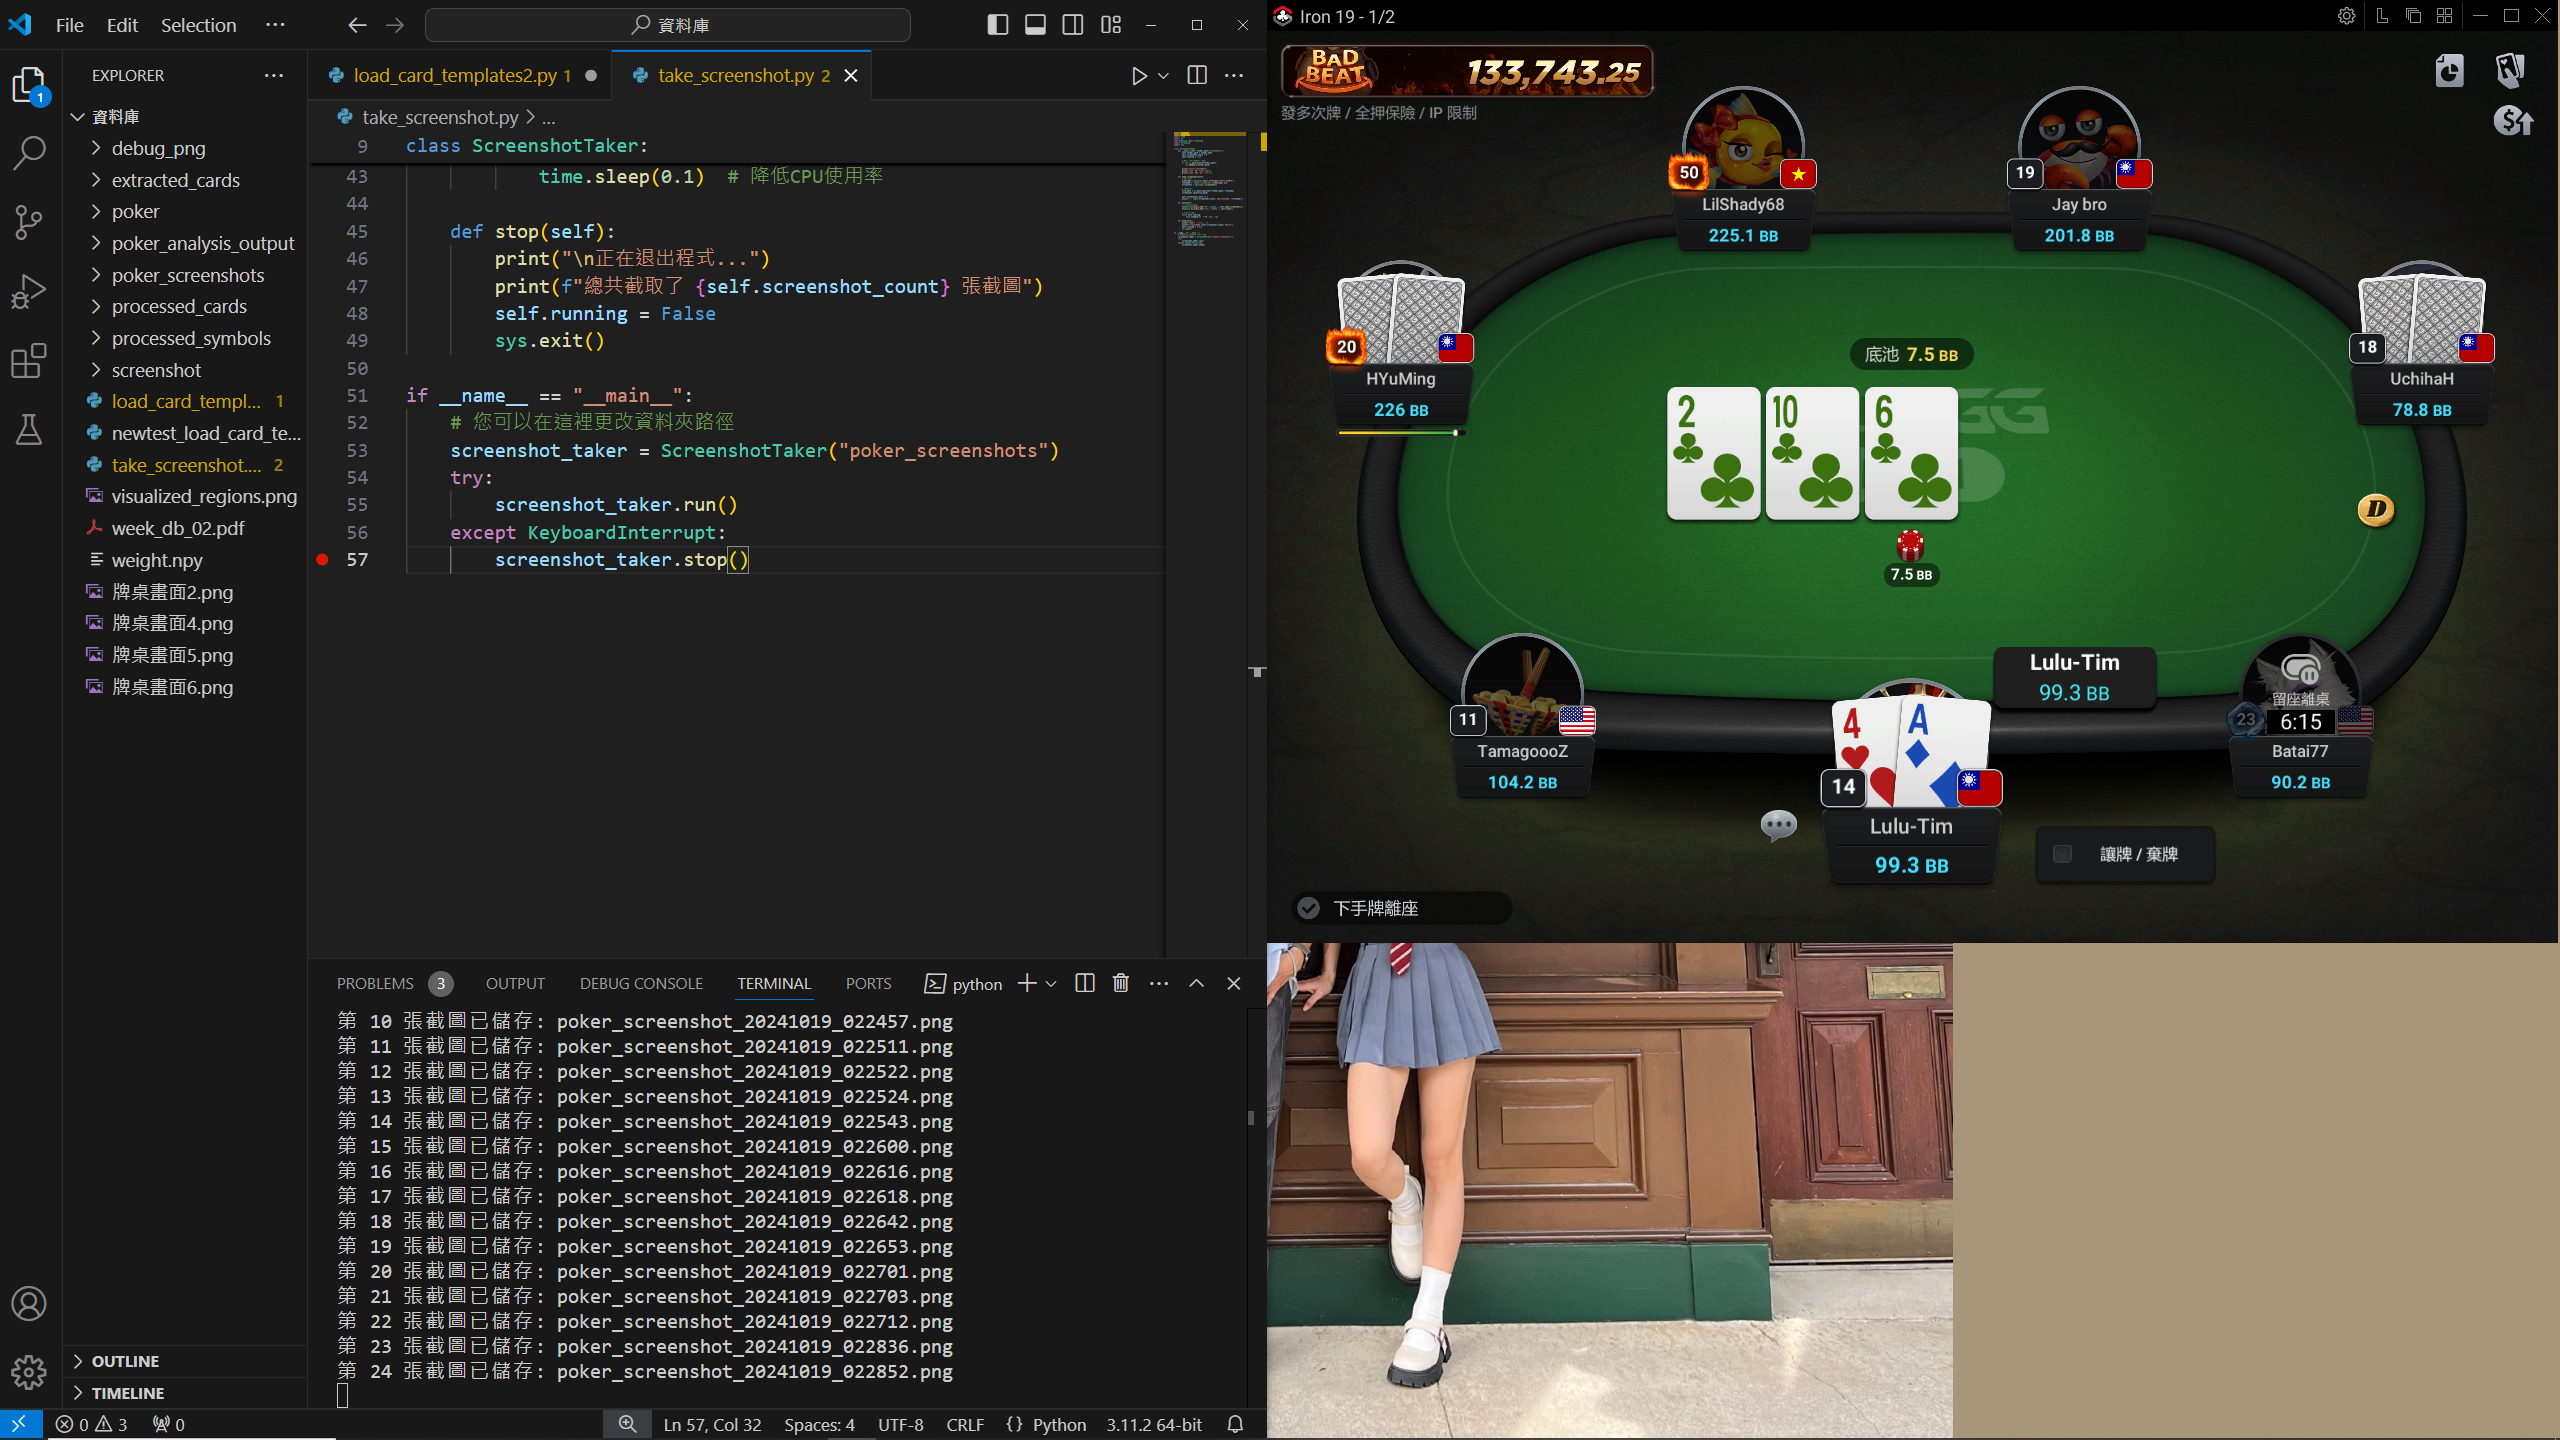 File Edit Selection ···
資料庫
EXPLORER
資料庫
debug_png
extracted_cards
poker
poker_analysis_output
poker_screenshots
processed_cards
processed_symbols
screenshot
load_card_templ... 1
newtest_load_card_te...
take_screenshot.... 2
visualized_regions.png
week_db_02.pdf
weight.npy
牌桌畫面2.png
牌桌畫面4.png
牌桌畫面5.png
牌桌畫面6.png
OUTLINE
TIMELINE
1
load_card_templates2.py 1
take_screenshot.py 2
take_screenshot.py > ...
9 class ScreenshotTaker:
43 time.sleep(0.1) # 降低CPU使用率
44
45 def stop(self):
46 print("\n正在退出程式...")
47 print(f"總共截取了 {self.screenshot_count} 張截圖")
48 self.running = False
49 sys.exit()
50
51 if __name__ == "__main__":
52 # 您可以在這裡更改資料夾路徑
53 screenshot_taker = ScreenshotTaker("poker_screenshots")
54 try:
55 screenshot_taker.run()
56 except KeyboardInterrupt:
57 screenshot_taker.stop()
PROBLEMS 3 OUTPUT DEBUG CONSOLE TERMINAL PORTS python
第 10 張截圖已儲存: poker_screenshot_20241019_022457.png
第 11 張截圖已儲存: poker_screenshot_20241019_022511.png
第 12 張截圖已儲存: poker_screenshot_20241019_022522.png
第 13 張截圖已儲存: poker_screenshot_20241019_022524.png
第 14 張截圖已儲存: poker_screenshot_20241019_022543.png
第 15 張截圖已儲存: poker_screenshot_20241019_022600.png
第 16 張截圖已儲存: poker_screenshot_20241019_022616.png
第 17 張截圖已儲存: poker_screenshot_20241019_022618.png
第 18 張截圖已儲存: poker_screenshot_20241019_022642.png
第 19 張截圖已儲存: poker_screenshot_20241019_022653.png
第 20 張截圖已儲存: poker_screenshot_20241019_022701.png
第 21 張截圖已儲存: poker_screenshot_20241019_022703.png
第 22 張截圖已儲存: poker_screenshot_20241019_022712.png
第 23 張截圖已儲存: poker_screenshot_20241019_022836.png
第 24 張截圖已儲存: poker_screenshot_20241019_022852.png
0 3 0
Ln 57, Col 32 Spaces: 4 UTF-8 CRLF {} Python 3.11.2 64-bit
Iron 19 - 1/2
BAD BEAT 133,743.25
發多次牌 / 全押保險 / IP 限制
50
LilShady68
225.1 BB
19
Jay bro
201.8 BB
20
HYuMing
226 BB
18
UchihaH
78.8 BB
底池 7.5 BB
2
10
6
D
7.5 BB
11
TamagoooZ
104.2 BB
Lulu-Tim
99.3 BB
4
A
14
Lulu-Tim
99.3 BB
留座離桌
23
6:15
Batai77
90.2 BB
讓牌 / 棄牌
下手牌離座